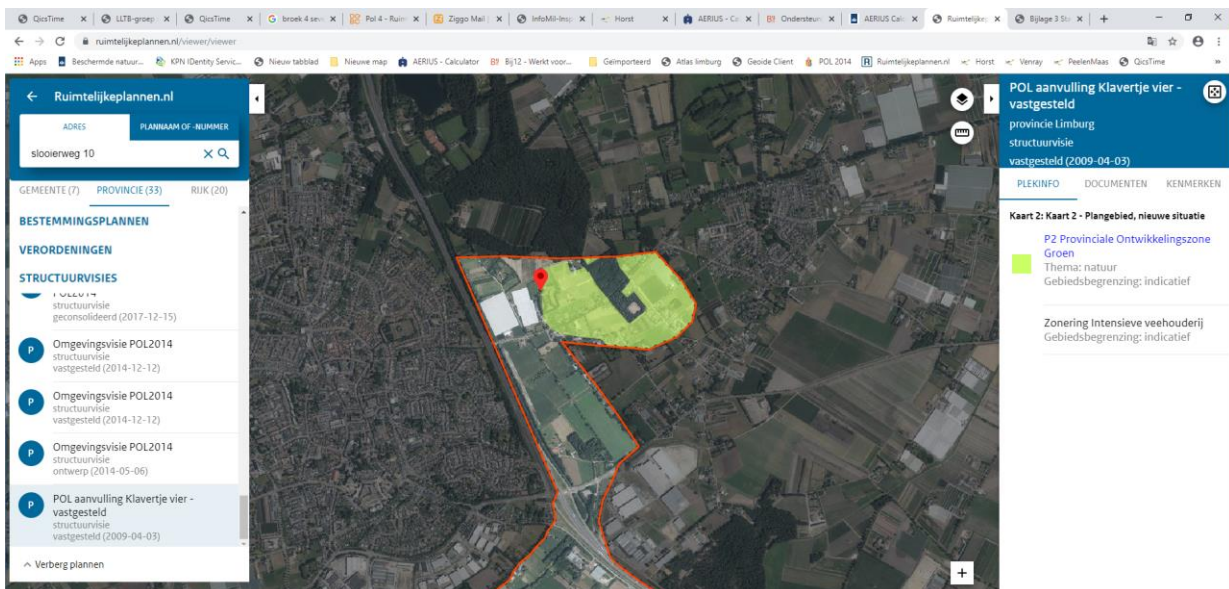 QicsTime
LLTB-groep
QicsTime
broek 4 sev
Pol 4 - Ruim
Ziggo Mail
InfoMil-Insp
Horst
AERIUS - C
Ondersteun
AERIUS Calc
Ruimtelijkep
Bijlage 3 St
ruimtelijkeplannen.nl/viewer/viewer
Apps
Beschermde natuur...
KPN IDentity Servic...
Nieuw tabblad
Nieuwe map
AERIUS - Calculator
Bij12 - Werkt voor...
Geïmporteerd
Atlas limburg
Geoide Client
POL 2014
Ruimtelijkeplannen.nl
Horst
Venray
PeelenMaas
QicsTime
Ruimtelijkeplannen.nl
ADRES
PLANNAAM OF -NUMMER
slooierweg 10
GEMEENTE (7)
PROVINCIE (33)
RIJK (20)
BESTEMMINGSPLANNEN
VERORDENINGEN
STRUCTUURVISIES
POL2014
structuurvisie
geconsolideerd (2017-12-15)
P
Omgevingsvisie POL2014
structuurvisie
vastgesteld (2014-12-12)
P
Omgevingsvisie POL2014
structuurvisie
vastgesteld (2014-12-12)
P
Omgevingsvisie POL2014
structuurvisie
ontwerp (2014-05-06)
P
POL aanvulling Klavertje vier -
vastgesteld
structuurvisie
vastgesteld (2009-04-03)
Verberg plannen
POL aanvulling Klavertje vier -
vastgesteld
provincie Limburg
structuurvisie
vastgesteld (2009-04-03)
PLEKINFO
DOCUMENTEN
KENMERKEN
Kaart 2: Kaart 2 - Plangebied, nieuwe situatie
P2 Provinciale Ontwikkelingszone
Groen
Thema: natuur
Gebiedsbegrenzing: indicatief
Zonering Intensieve veehouderij
Gebiedsbegrenzing: indicatief